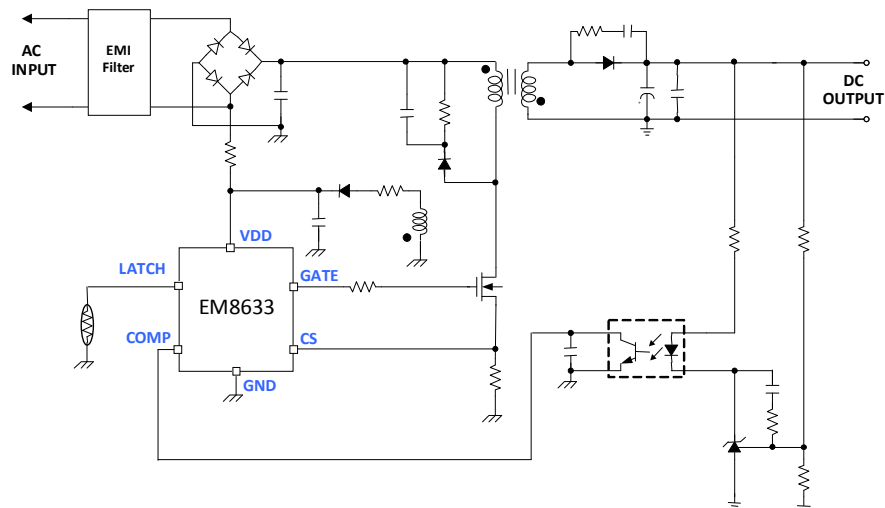 AC
INPUT
EMI
Filter
DC
OUTPUT
VDD
LATCH
GATE
EM8633
COMP
CS
GND